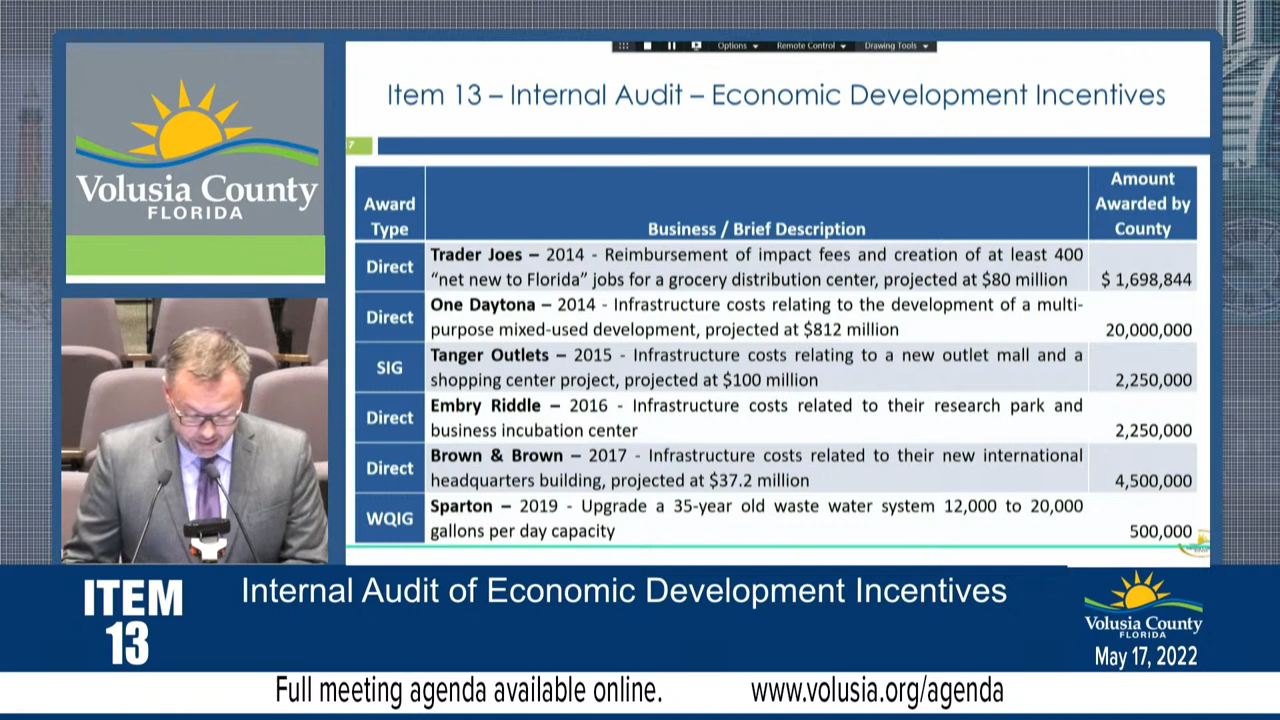 Options
Remote Control
Drawing Tools
Item 13 – Internal Audit – Economic Development Incentives
7
Volusia County
FLORIDA
Award Type
Business / Brief Description
Amount Awarded by County
Direct
Trader Joes – 2014 - Reimbursement of impact fees and creation of at least 400
“net new to Florida” jobs for a grocery distribution center, projected at $80 million
$ 1,698,844
Direct
One Daytona – 2014 - Infrastructure costs relating to the development of a multi-
purpose mixed-used development, projected at $812 million
20,000,000
SIG
Tanger Outlets – 2015 - Infrastructure costs relating to a new outlet mall and a
shopping center project, projected at $100 million
2,250,000
Direct
Embry Riddle – 2016 - Infrastructure costs related to their research park and
business incubation center
2,250,000
Direct
Brown & Brown – 2017 - Infrastructure costs related to their new international
headquarters building, projected at $37.2 million
4,500,000
WQIG
Sparton – 2019 - Upgrade a 35-year old waste water system 12,000 to 20,000
gallons per day capacity
500,000
ITEM
13
Internal Audit of Economic Development Incentives
Volusia County
FLORIDA
May 17, 2022
Full meeting agenda available online.
www.volusia.org/agenda